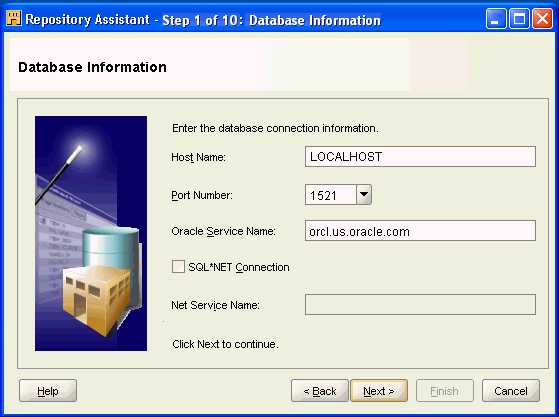 Repository Assistant - Step 1 of 10: Database Information
Database Information
Enter the database connection information.
Host Name: LOCALHOST
Port Number: 1521
Oracle Service Name: orcl.us.oracle.com
SQL*NET Connection
Net Service Name:
Click Next to continue.
Help < Back Next > Finish Cancel